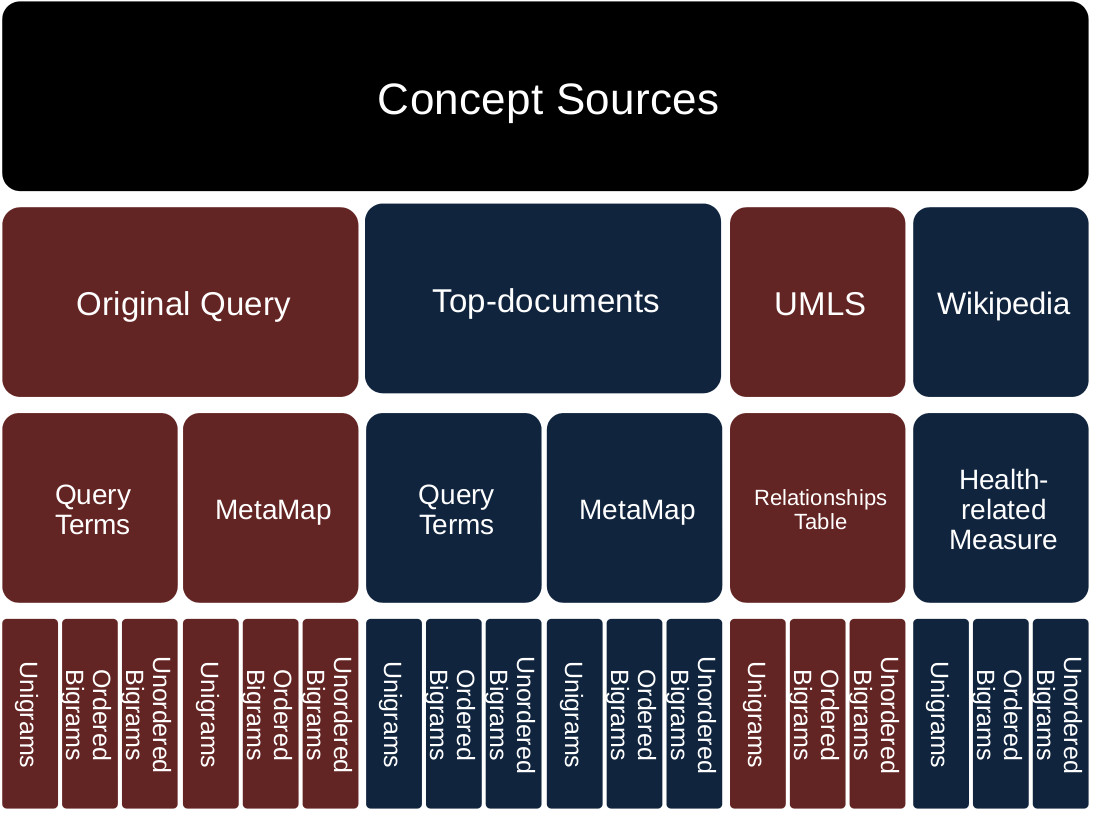 Concept Sources
Original Query
Top-documents
UMLS
Wikipedia
Query
Terms
MetaMap
Query
Terms
MetaMap
Relationships
Table
Health-
related
Measure
Unigrams
Ordered
Bigrams
Unordered
Bigrams
Unigrams
Ordered
Bigrams
Unordered
Bigrams
Unigrams
Ordered
Bigrams
Unordered
Bigrams
Unigrams
Ordered
Bigrams
Unordered
Bigrams
Unigrams
Ordered
Bigrams
Unordered
Bigrams
Unigrams
Ordered
Bigrams
Unordered
Bigrams